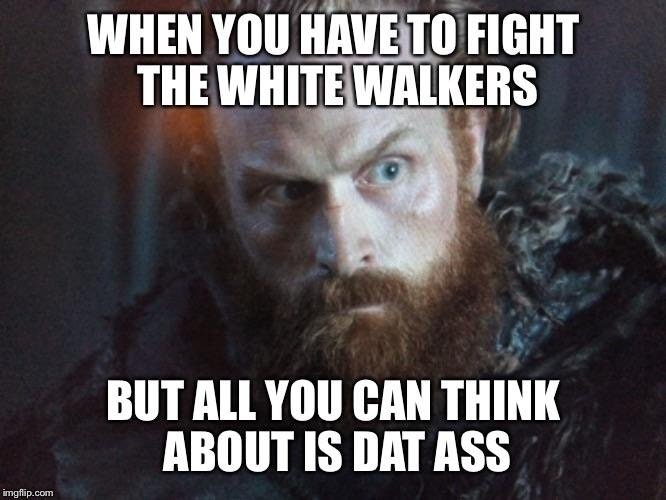 WHEN YOU HAVE TO FIGHT
THE WHITE WALKERS
BUT ALL YOU CAN THINK
ABOUT IS DAT ASS
imgflip.com